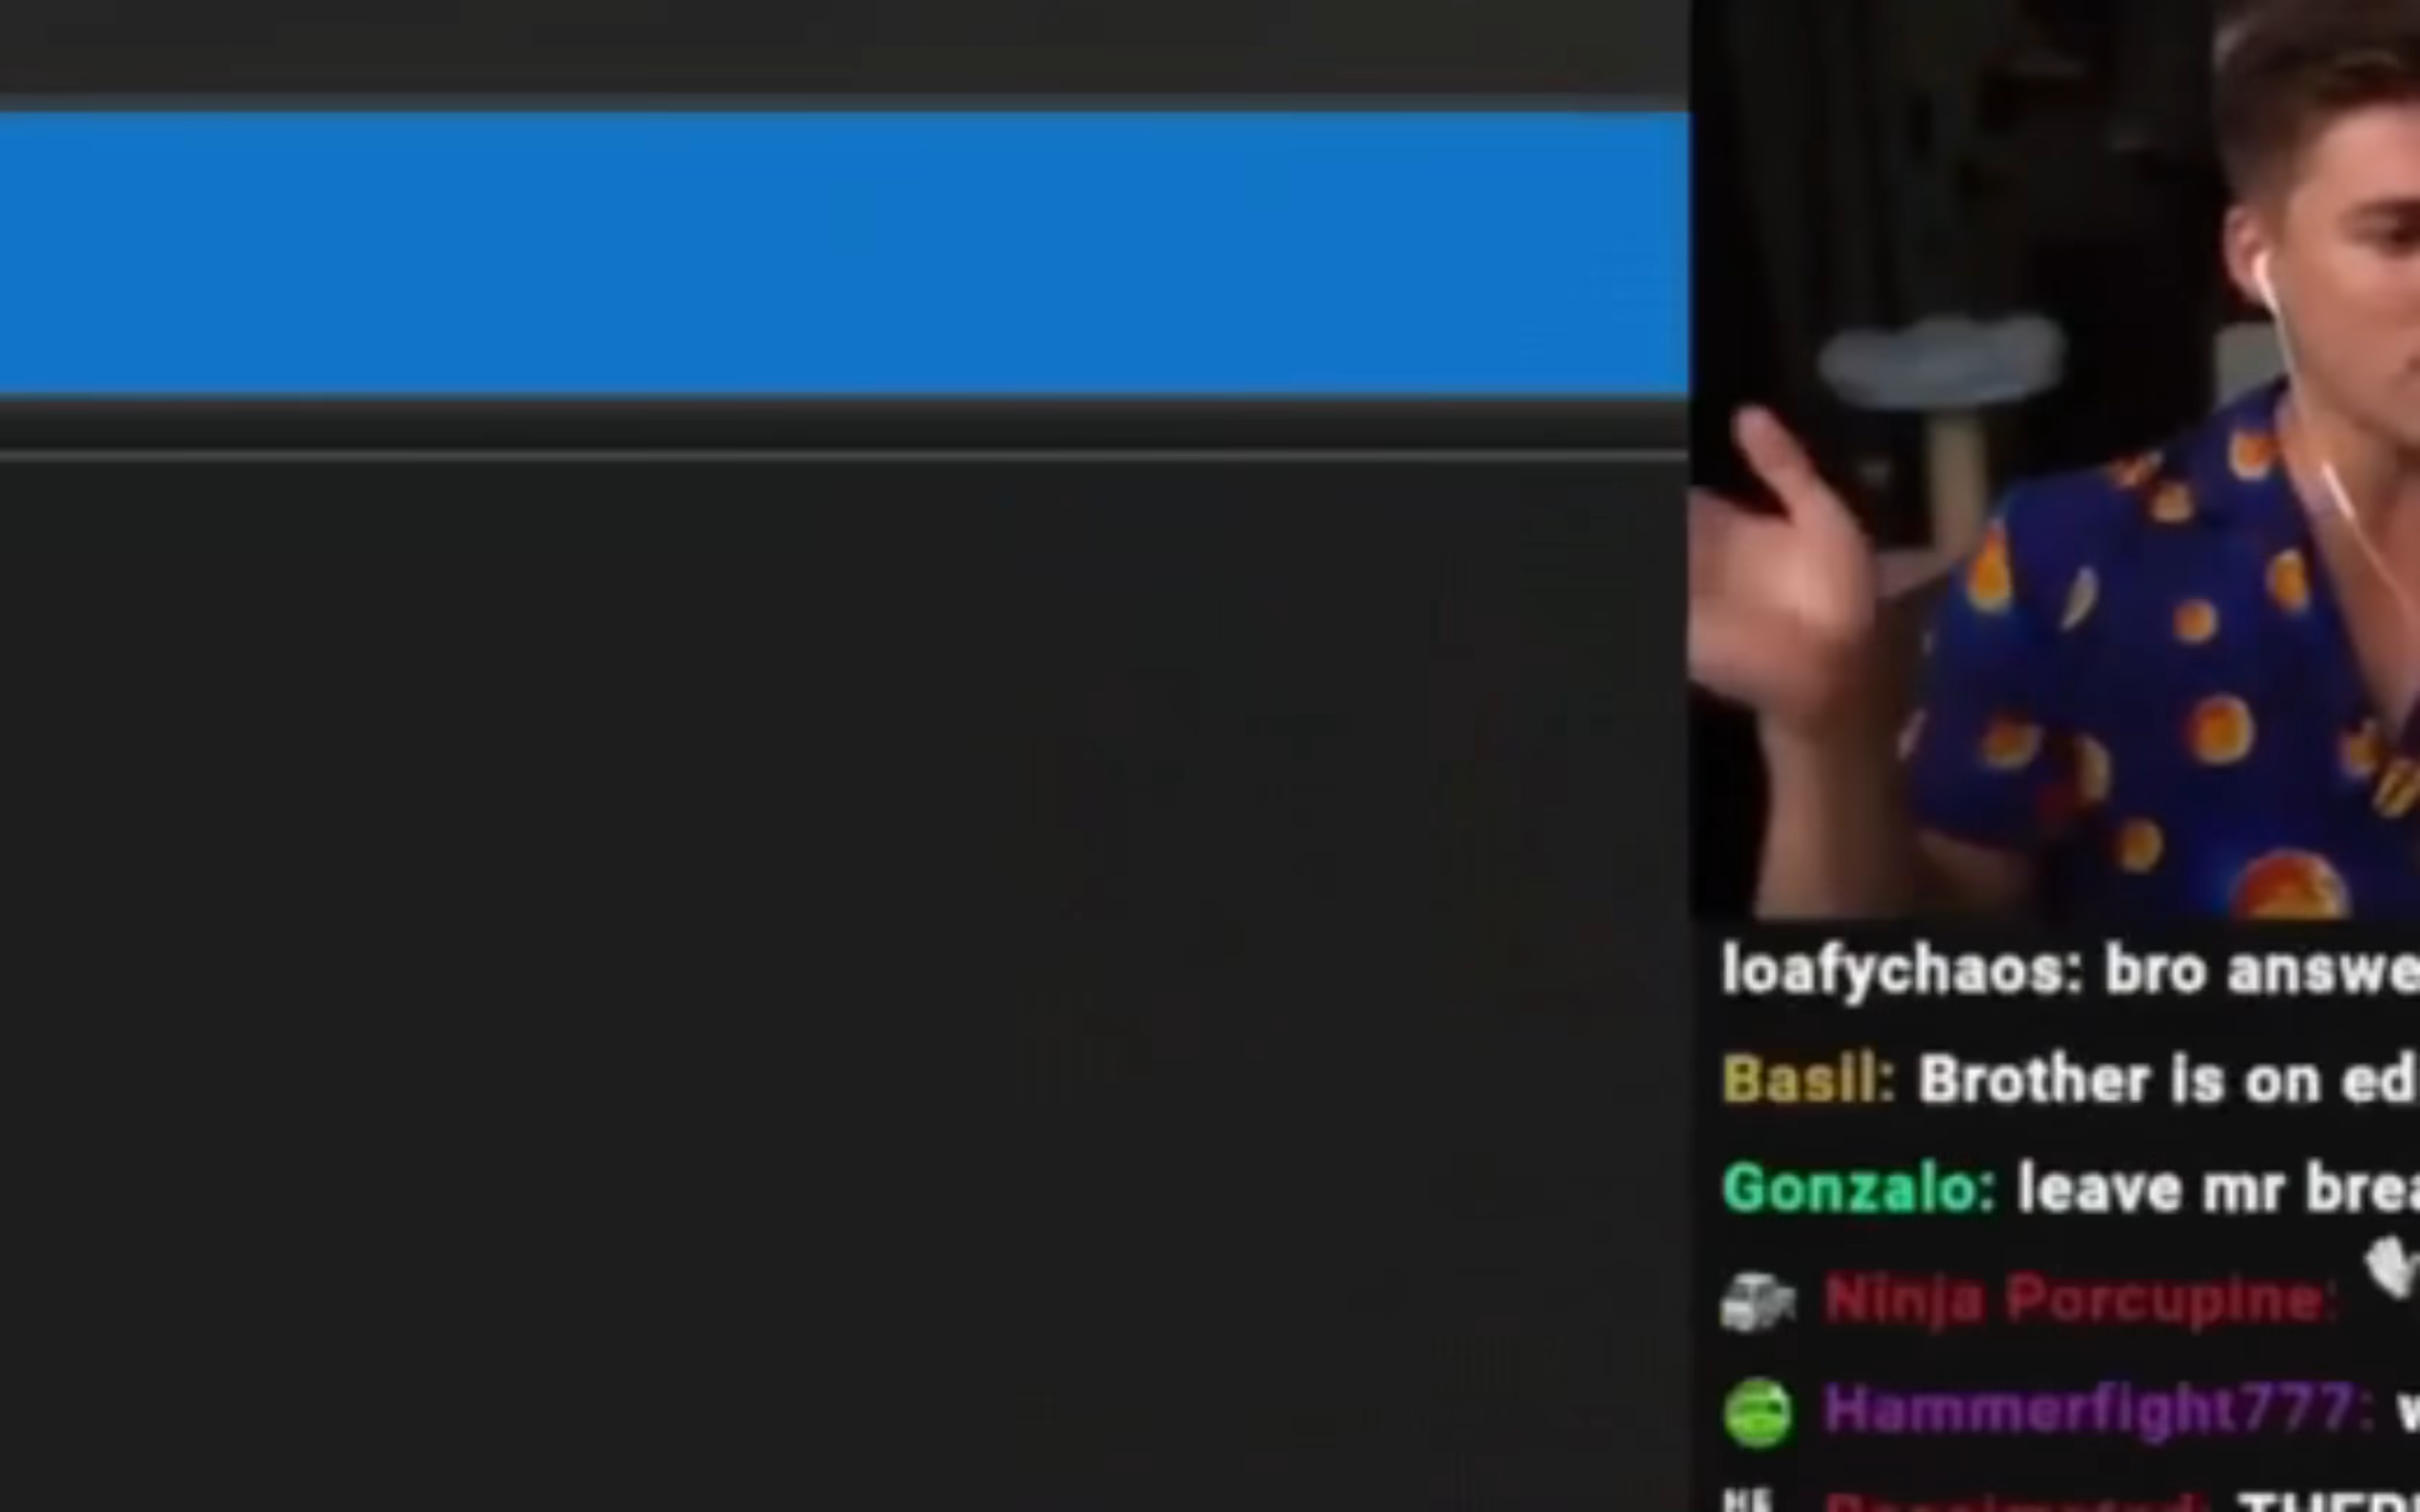 loafychaos: bro answe
Basil: Brother is on ed
Gonzalo: leave mr brea
Ninja Porcupine:
Hammerfight777: w